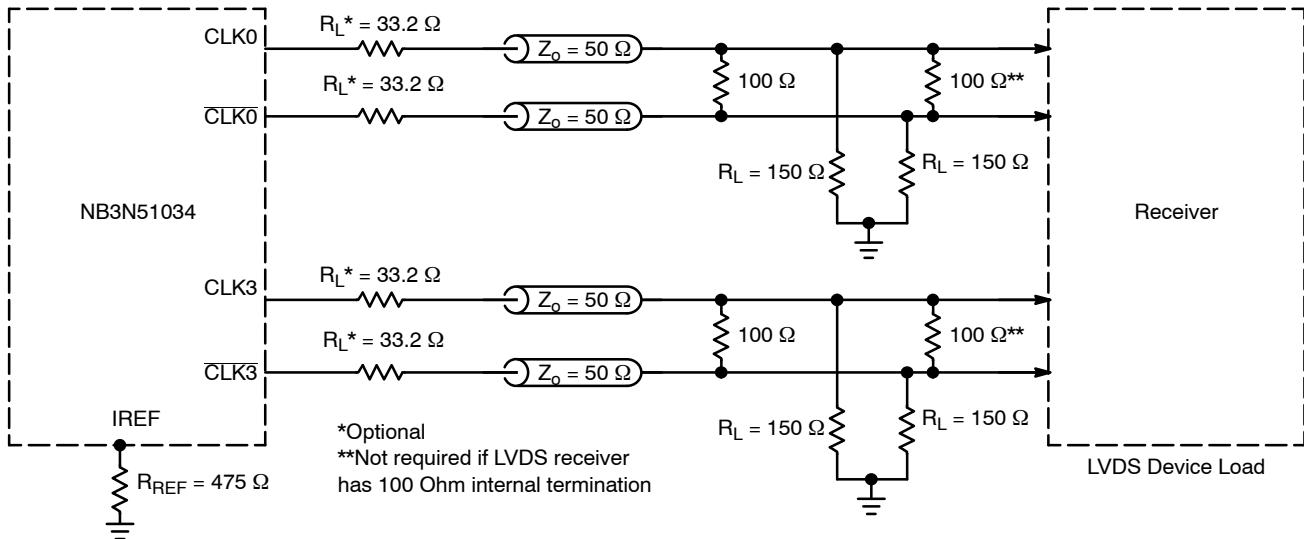 CLK0
R_L* = 33.2 Ω
Z_o = 50 Ω
R_L* = 33.2 Ω
100 Ω
100 Ω**
C̅L̅K̅0̅
Z_o = 50 Ω
R_L = 150 Ω
R_L = 150 Ω
NB3N51034
Receiver
CLK3
R_L* = 33.2 Ω
Z_o = 50 Ω
R_L* = 33.2 Ω
100 Ω
100 Ω**
C̅L̅K̅3̅
Z_o = 50 Ω
IREF
R_L = 150 Ω
R_L = 150 Ω
*Optional
**Not required if LVDS receiver
has 100 Ohm internal termination
LVDS Device Load
R_REF = 475 Ω